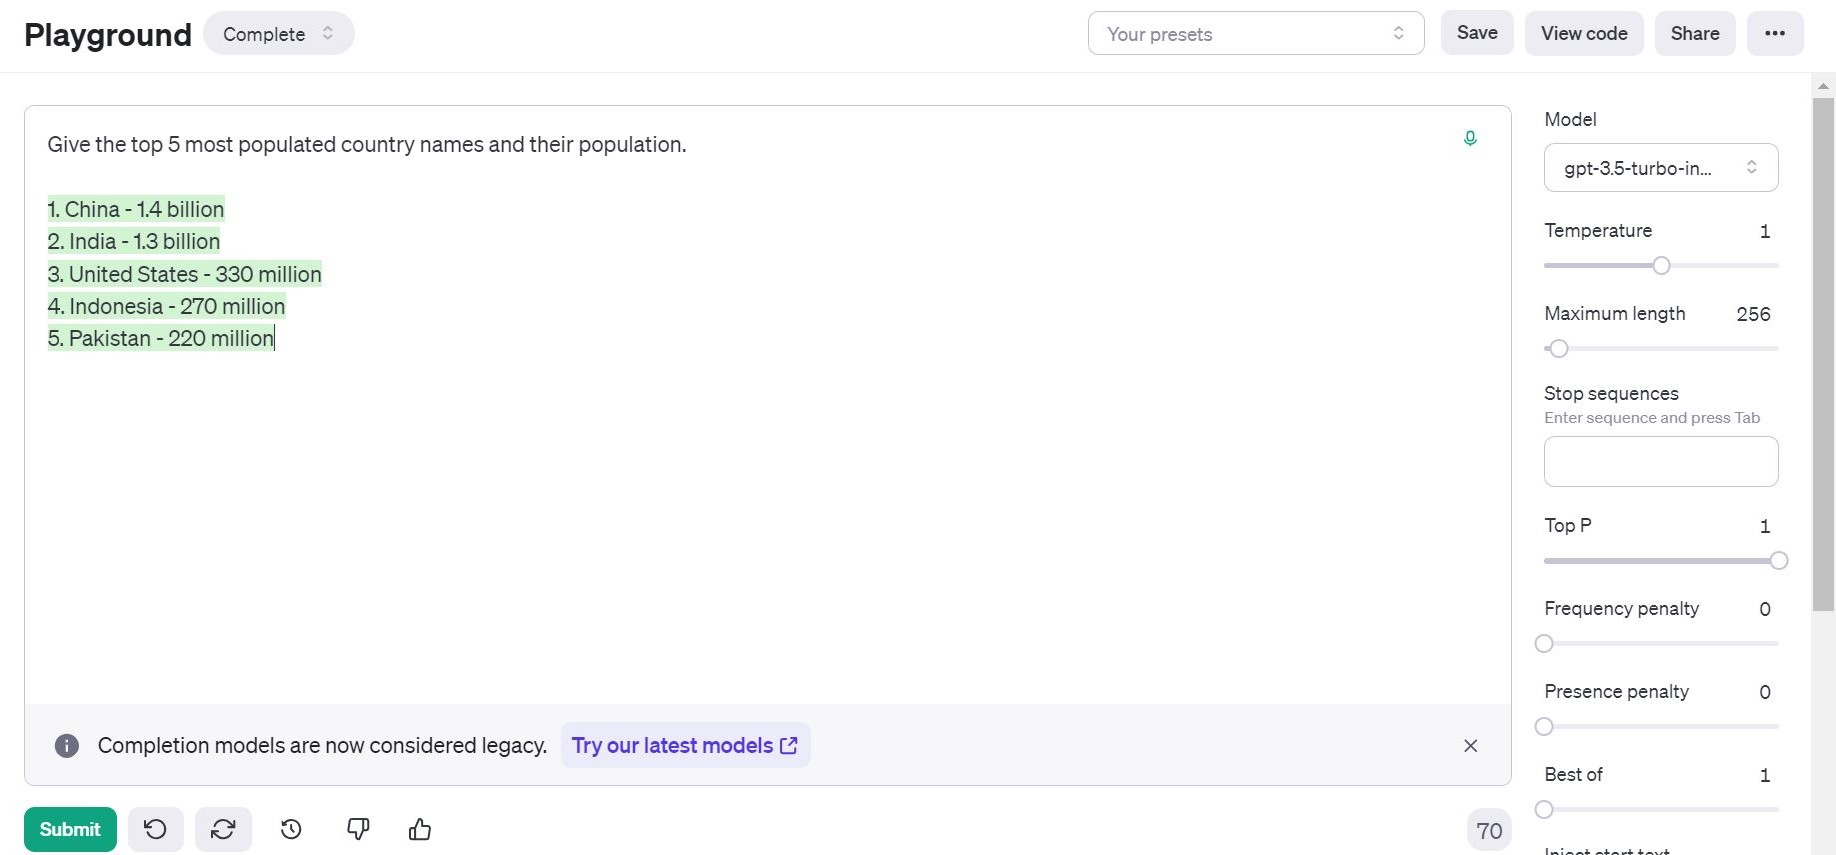 Playground
Complete
Your presets
Save
View code
Share
Give the top 5 most populated country names and their population.
1. China - 1.4 billion
2. India - 1.3 billion
3. United States - 330 million
4. Indonesia - 270 million
5. Pakistan - 220 million
Completion models are now considered legacy. Try our latest models
Submit
70
Model
gpt-3.5-turbo-in...
Temperature 1
Maximum length 256
Stop sequences
Enter sequence and press Tab
Top P 1
Frequency penalty 0
Presence penalty 0
Best of 1
Inject start text